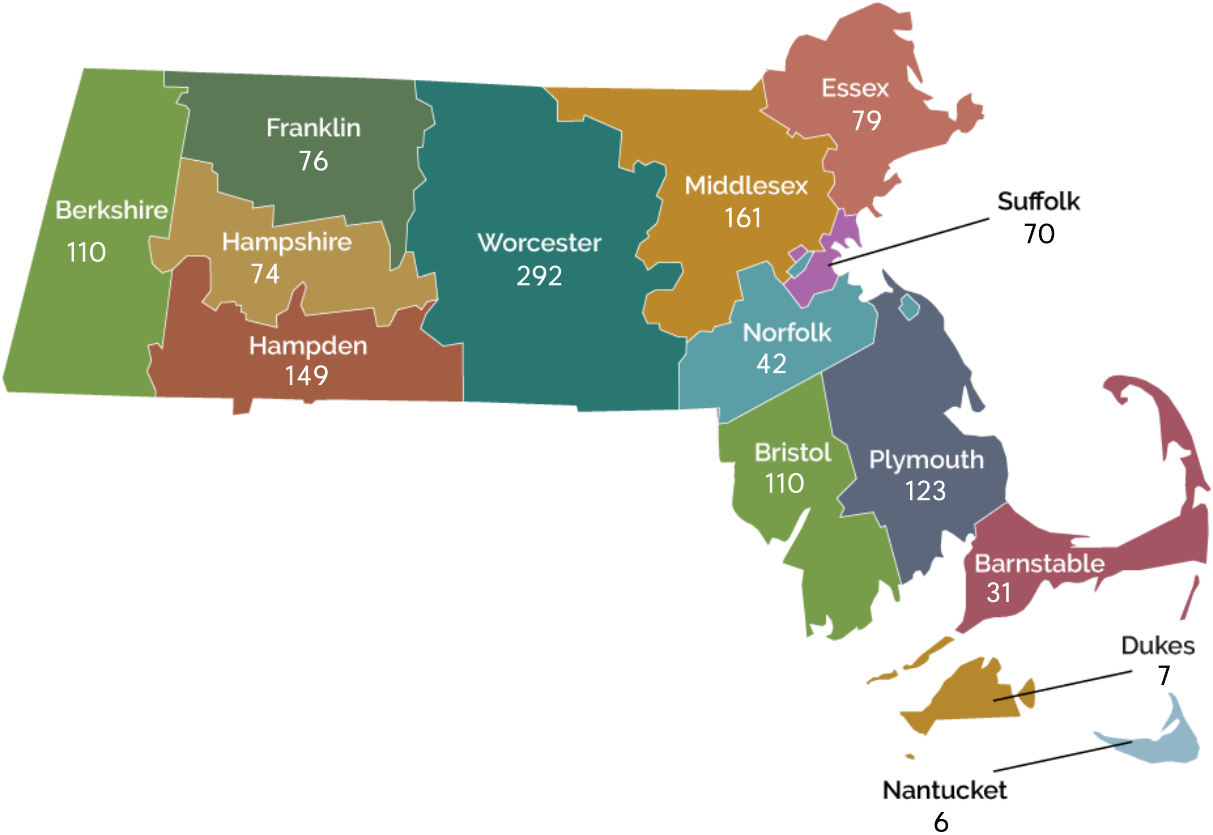 Essex
79
Franklin
76
Middlesex
161
Suffolk
70
Berkshire
110
Hampshire
74
Worcester
292
Norfolk
42
Hampden
149
Bristol
110
Plymouth
123
Barnstable
31
Dukes
7
Nantucket
6